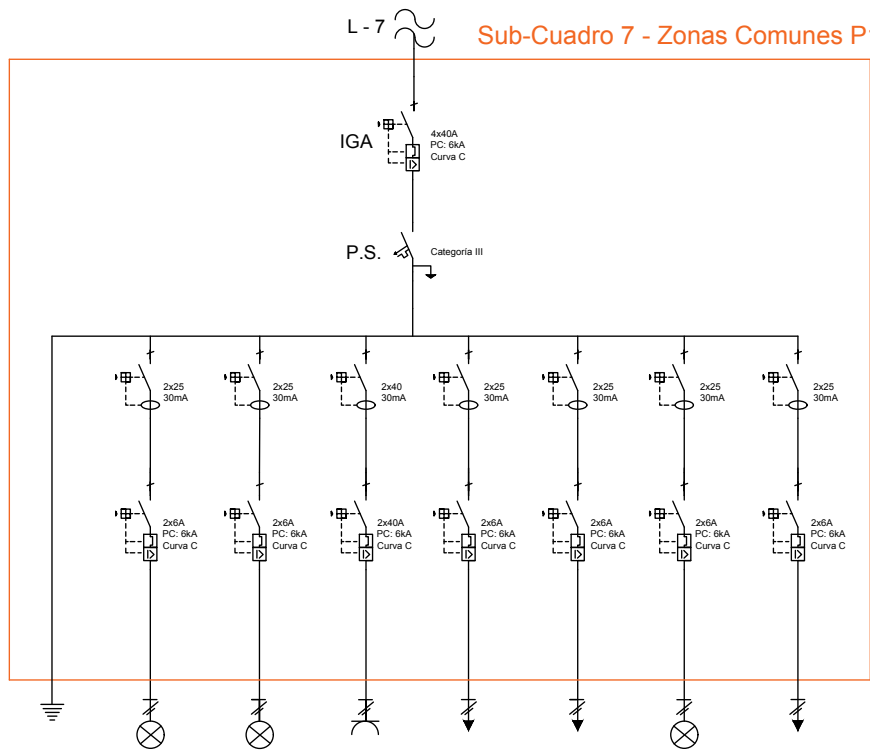 L - 7
Sub-Cuadro 7 - Zonas Comunes P
IGA
4x40A
PC: 6kA
Curva C
P.S.
Categoría III
2x25
30mA
2x25
30mA
2x40
30mA
2x25
30mA
2x25
30mA
2x25
30mA
2x25
30mA
2x6A
PC: 6kA
Curva C
2x6A
PC: 6kA
Curva C
2x40A
PC: 6kA
Curva C
2x6A
PC: 6kA
Curva C
2x6A
PC: 6kA
Curva C
2x6A
PC: 6kA
Curva C
2x6A
PC: 6kA
Curva C